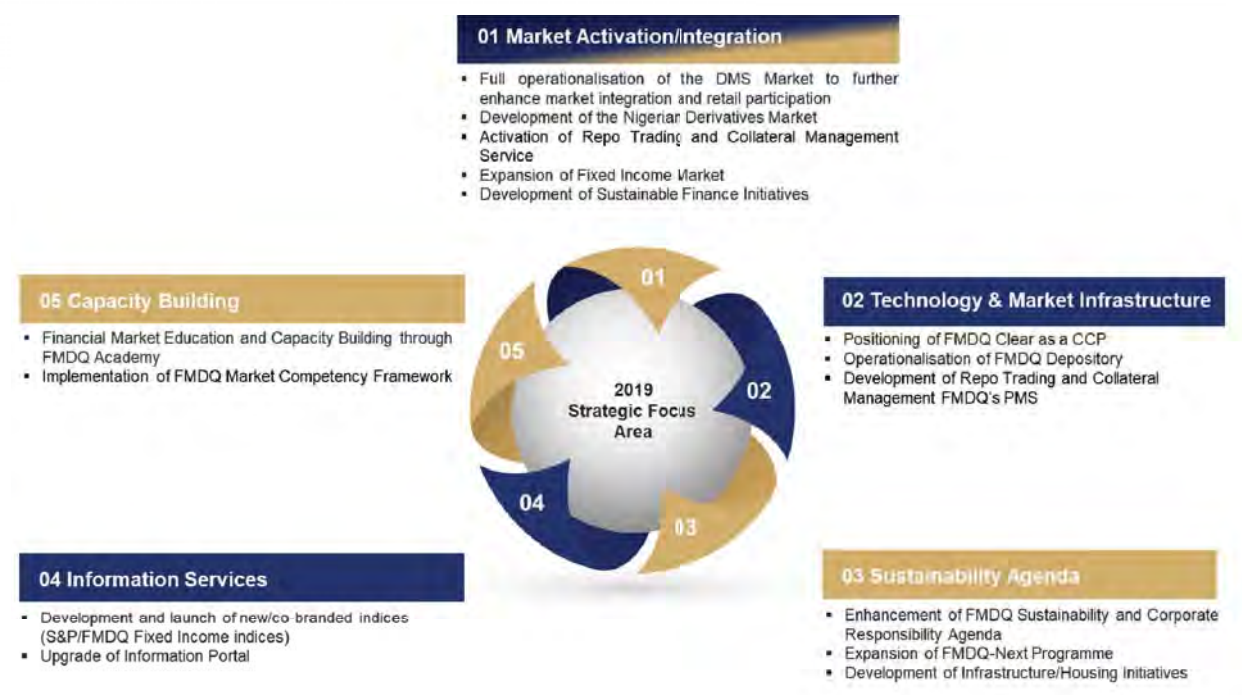 01 Market Activation/Integration
▪ Full operationalisation of the DMS Market to further
enhance market integration and retail participation
▪ Development of the Nigerian Derivatives Market
▪ Activation of Repo Trading and Collateral Management
Service
▪ Expansion of Fixed Income Market
▪ Development of Sustainable Finance Initiatives
05 Capacity Building
▪ Financial Market Education and Capacity Building through
FMDQ Academy
▪ Implementation of FMDQ Market Competency Framework
01
02
03
04
05
2019
Strategic Focus
Area
02 Technology & Market Infrastructure
▪ Positioning of FMDQ Clear as a CCP
▪ Operationalisation of FMDQ Depository
▪ Development of Repo Trading and Collateral
Management FMDQ's PMS
04 Information Services
▪ Development and launch of new/co-branded indices
(S&P/FMDQ Fixed Income indices)
▪ Upgrade of Information Portal
03 Sustainability Agenda
▪ Enhancement of FMDQ Sustainability and Corporate
Responsibility Agenda
▪ Expansion of FMDQ-Next Programme
▪ Development of Infrastructure/Housing Initiatives